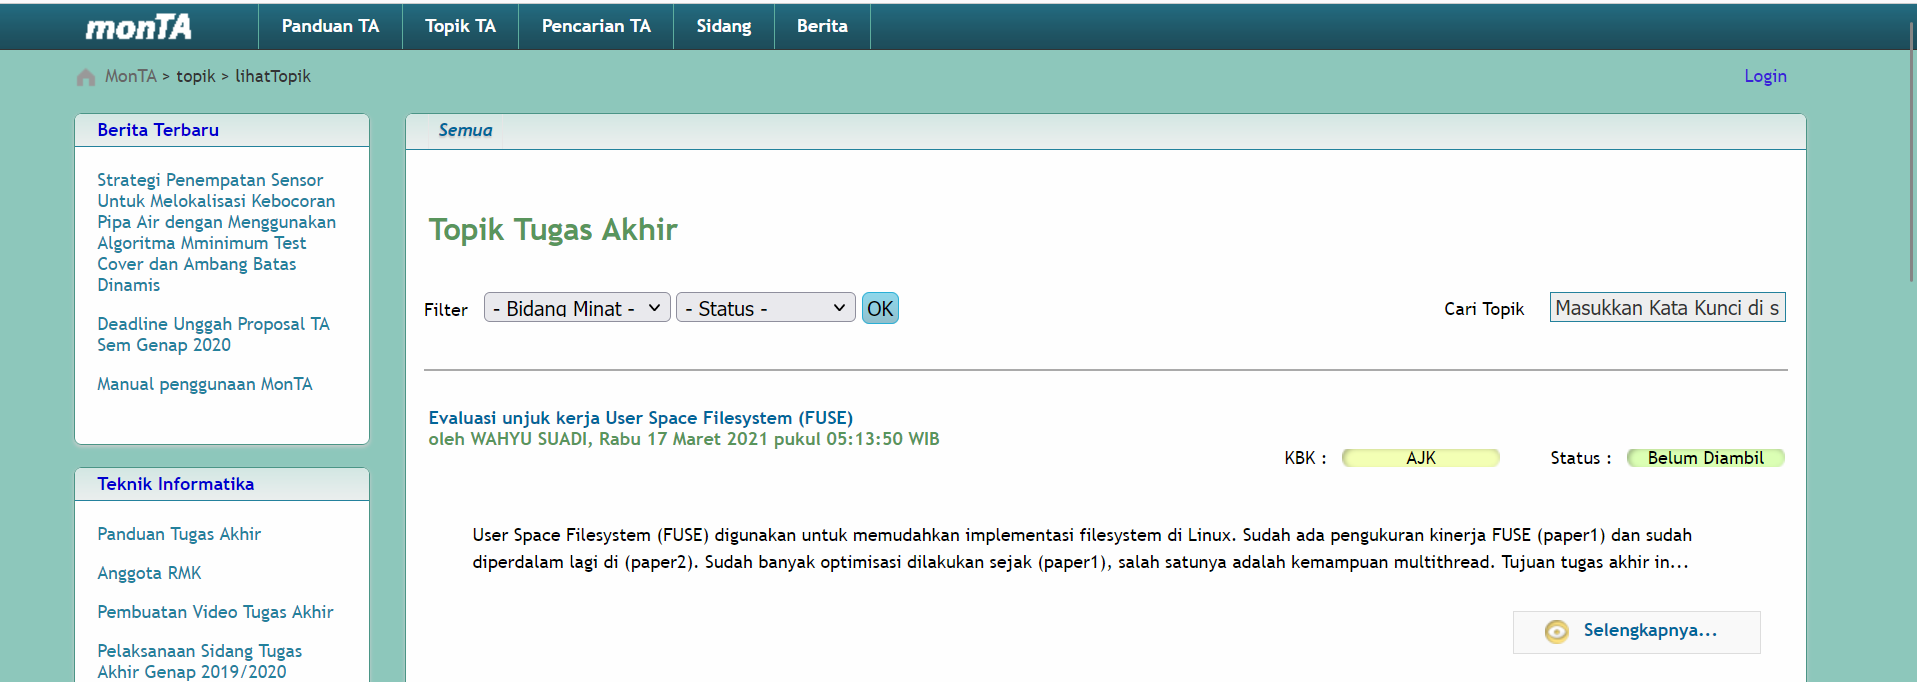 monTA
Panduan TA
Topik TA
Pencarian TA
Sidang
Berita
MonTA > topik > lihatTopik
Login
Berita Terbaru
Strategi Penempatan Sensor
Untuk Melokalisasi Kebocoran
Pipa Air dengan Menggunakan
Algoritma Mminimum Test
Cover dan Ambang Batas
Dinamis
Deadline Unggah Proposal TA
Sem Genap 2020
Manual penggunaan MonTA
Teknik Informatika
Panduan Tugas Akhir
Anggota RMK
Pembuatan Video Tugas Akhir
Pelaksanaan Sidang Tugas
Akhir Genap 2019/2020
Semua
Topik Tugas Akhir
Filter
- Bidang Minat -
- Status -
OK
Cari Topik
Masukkan Kata Kunci di s
Evaluasi unjuk kerja User Space Filesystem (FUSE)
oleh WAHYU SUADI, Rabu 17 Maret 2021 pukul 05:13:50 WIB
KBK : AJK
Status : Belum Diambil
User Space Filesystem (FUSE) digunakan untuk memudahkan implementasi filesystem di Linux. Sudah ada pengukuran kinerja FUSE (paper1) dan sudah
diperdalam lagi di (paper2). Sudah banyak optimisasi dilakukan sejak (paper1), salah satunya adalah kemampuan multithread. Tujuan tugas akhir in...
Selengkapnya...